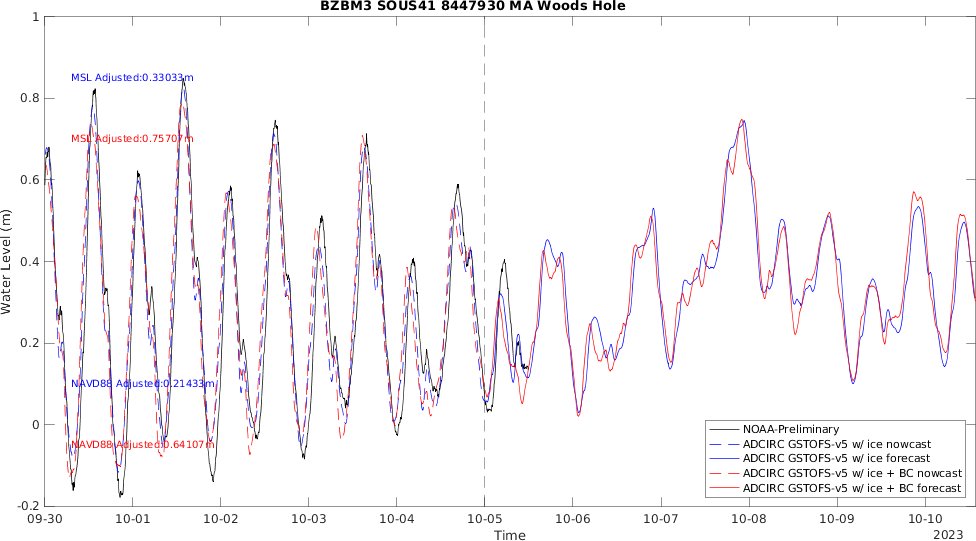 BZBM3 SOUS41 8447930 MA Woods Hole
Water Level (m)
1
0.8
0.6
0.4
0.2
0
-0.2
MSL Adjusted:0.33033m
MSL Adjusted:0.75707m
NAVD88 Adjusted:0.21433m
NAVD88 Adjusted:0.64107m
NOAA-Preliminary
ADCIRC GSTOFS-v5 w/ ice nowcast
ADCIRC GSTOFS-v5 w/ ice forecast
ADCIRC GSTOFS-v5 w/ ice + BC nowcast
ADCIRC GSTOFS-v5 w/ ice + BC forecast
09-30 10-01 10-02 10-03 10-04 10-05 10-06 10-07 10-08 10-09 10-10
Time
2023